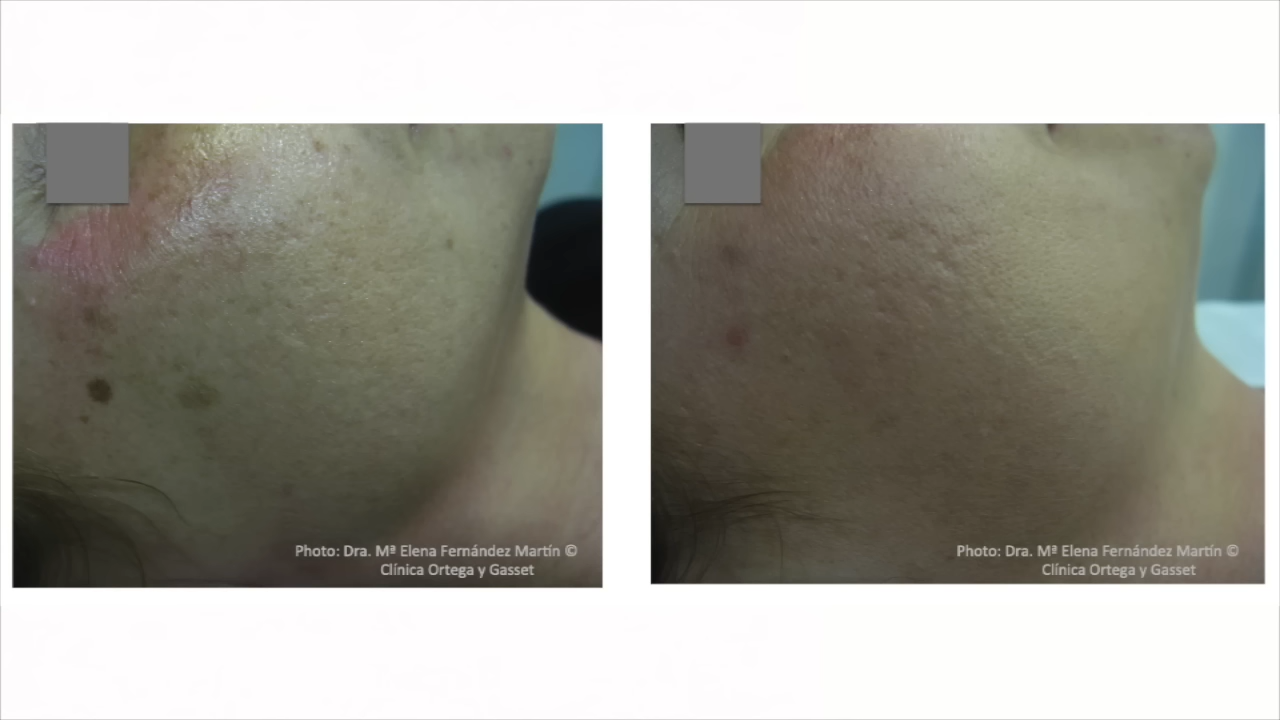 Photo: Dra. Mª Elena Fernández Martín ©
Clínica Ortega y Gasset
Photo: Dra. Mª Elena Fernández Martín ©
Clínica Ortega y Gasset